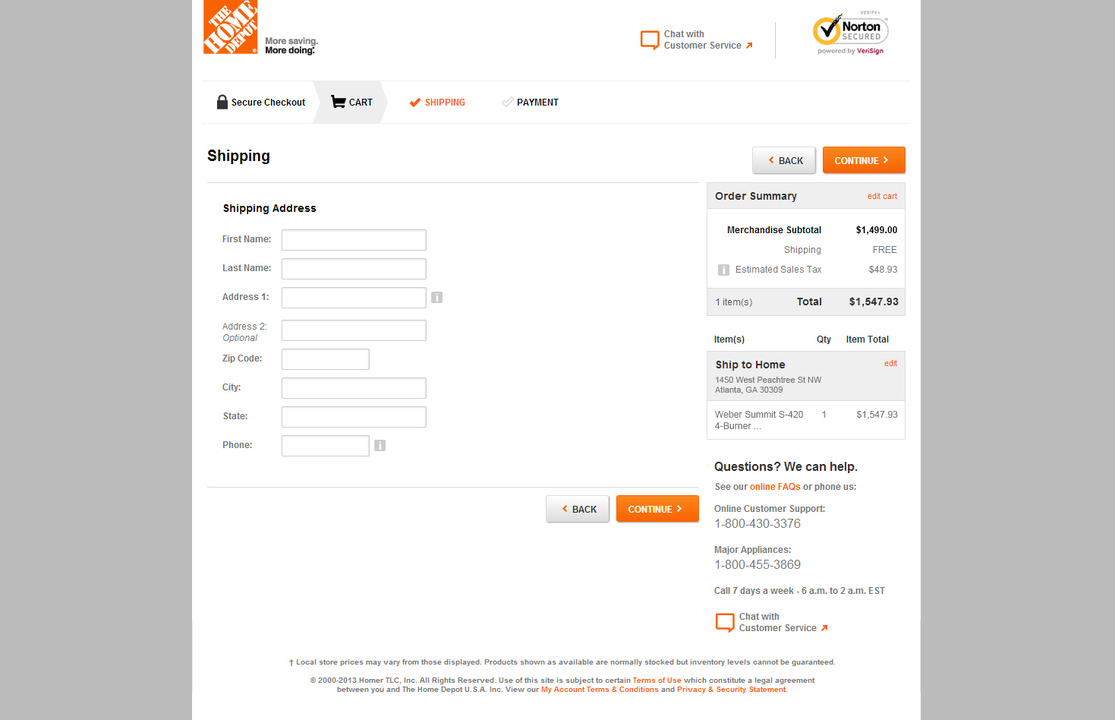 THE
HOME
DEPOT
More saving.
More doing.
Chat with
Customer Service
VERIFY
Norton
SECURED
powered by VeriSign
Secure Checkout
CART
SHIPPING
PAYMENT
Shipping
BACK
CONTINUE
Shipping Address
First Name:
Last Name:
Address 1:
i
Address 2:
Optional
Zip Code:
City:
State:
Phone:
i
BACK
CONTINUE
Order Summary
edit cart
Merchandise Subtotal $1,499.00
Shipping FREE
i Estimated Sales Tax $48.93
1 item(s) Total $1,547.93
Item(s) Qty Item Total
Ship to Home edit
1450 West Peachtree St NW
Atlanta, GA 30309
Weber Summit S-420 1 $1,547.93
4-Burner ...
Questions? We can help.
See our online FAQs or phone us:
Online Customer Support:
1-800-430-3376
Major Appliances:
1-800-455-3869
Call 7 days a week - 6 a.m. to 2 a.m. EST
Chat with
Customer Service
† Local store prices may vary from those displayed. Products shown as available are normally stocked but inventory levels cannot be guaranteed.
© 2000-2013 Homer TLC, Inc. All Rights Reserved. Use of this site is subject to certain Terms of Use which constitute a legal agreement
between you and The Home Depot U.S.A. Inc. View our My Account Terms & Conditions and Privacy & Security Statement.